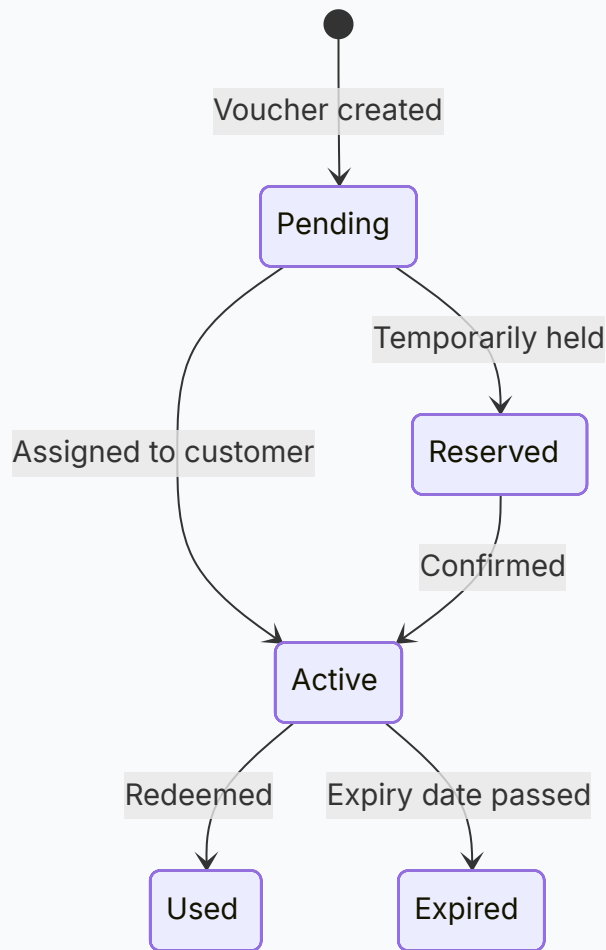 Voucher created
Pending
Temporarily held
Assigned to customer
Reserved
Confirmed
Active
Redeemed
Expiry date passed
Used
Expired